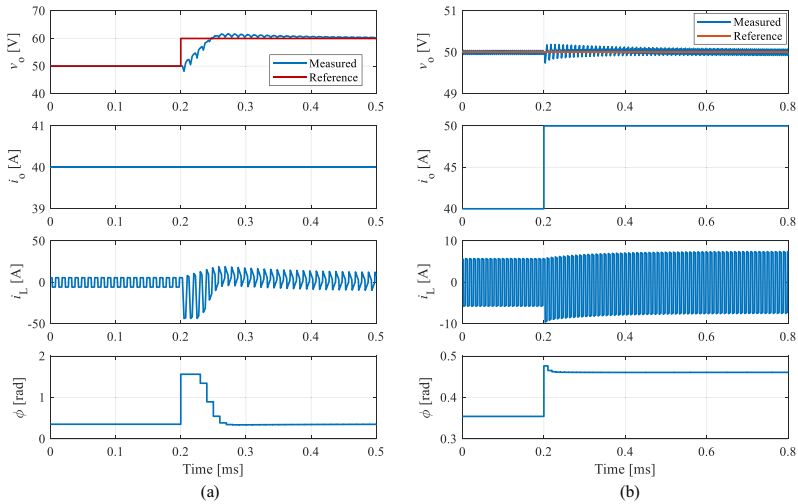 70
60
50
40
v_o [V]
Measured
Reference
0 0.1 0.2 0.3 0.4 0.5
41
40
39
i_o [A]
0 0.1 0.2 0.3 0.4 0.5
50
0
-50
i_L [A]
0 0.1 0.2 0.3 0.4 0.5
2
1
0
ϕ [rad]
0 0.1 0.2 0.3 0.4 0.5
Time [ms]
(a)
51
50
49
v_o [V]
Measured
Reference
0 0.2 0.4 0.6 0.8
50
45
40
i_o [A]
0 0.2 0.4 0.6 0.8
10
0
-10
i_L [A]
0 0.2 0.4 0.6 0.8
0.5
0.4
0.3
ϕ [rad]
0 0.2 0.4 0.6 0.8
Time [ms]
(b)